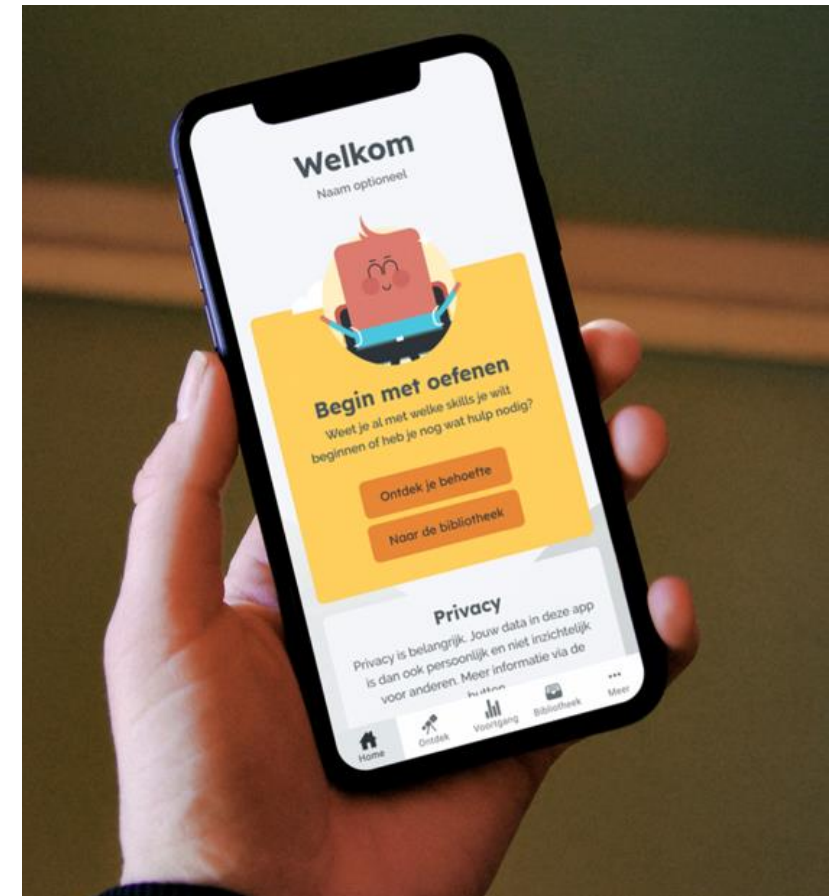 Welkom
Naam optioneel
Begin met oefenen
Weet je al met welke skills je wilt
beginnen of heb je nog wat hulp nodig?
Ontdek je behoefte
Naar de bibliotheek
Privacy
Privacy is belangrijk. Jouw data in deze app
is dan ook persoonlijk en niet inzichtelijk
voor anderen. Meer informatie via de
button
Home
Ontdek
Voortgang
Bibliotheek
Meer